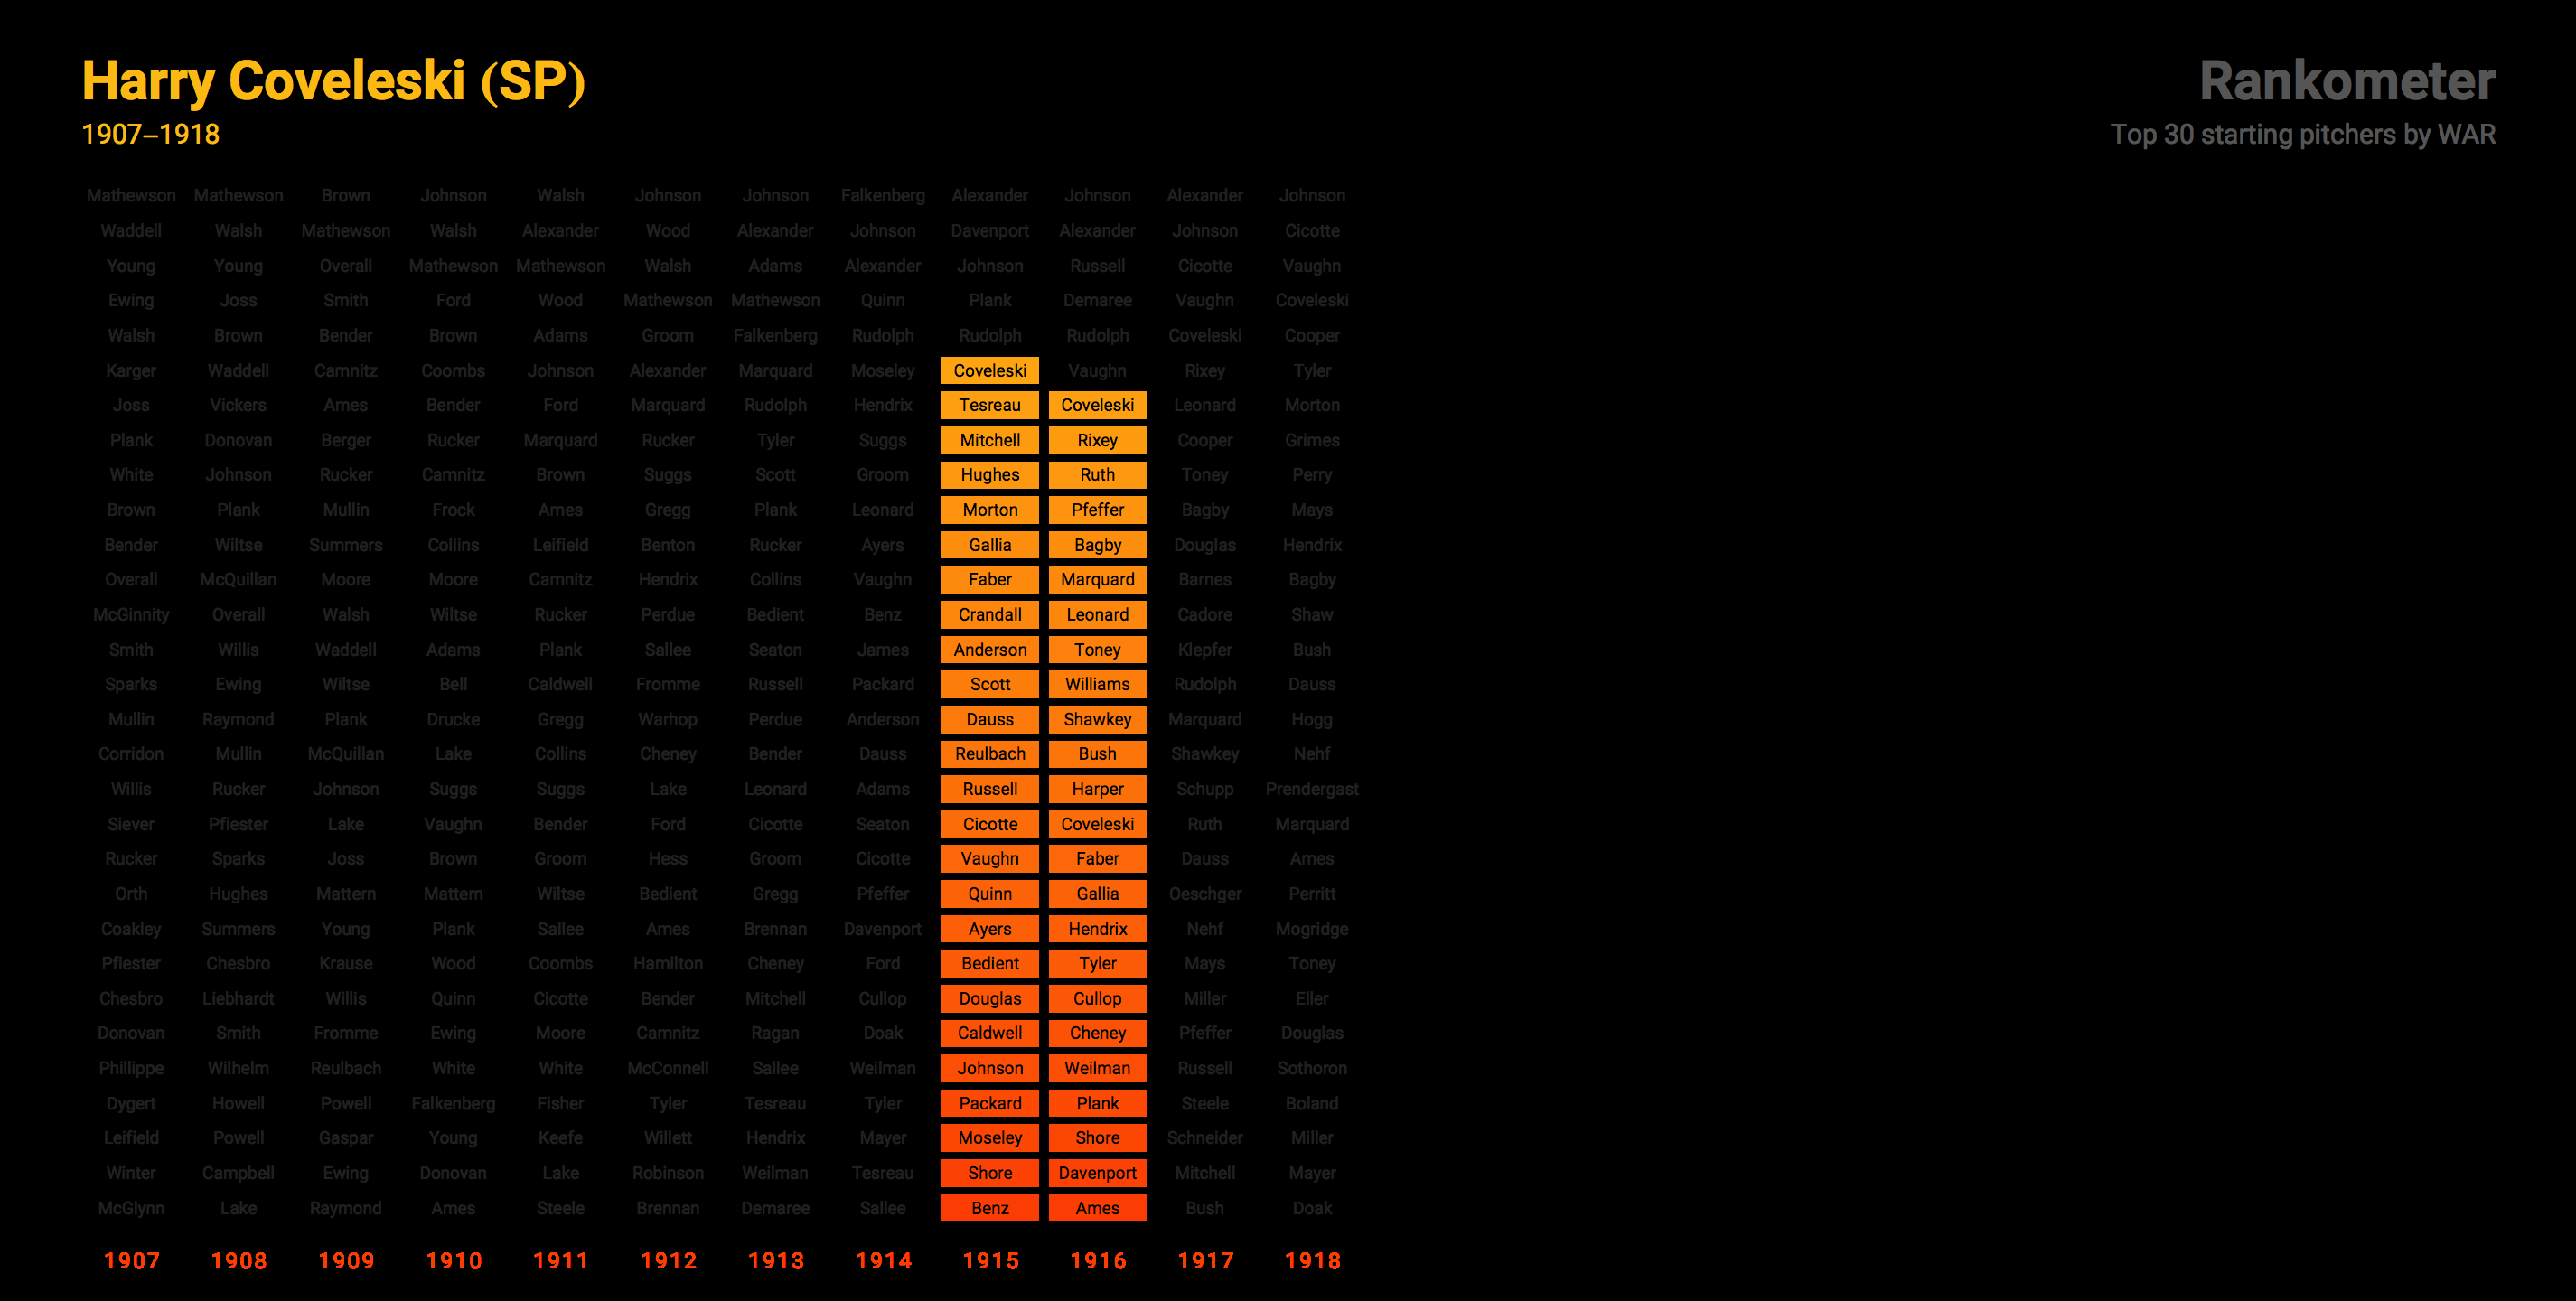 Harry Coveleski (SP)
1907–1918
Rankometer
Top 30 starting pitchers by WAR
Mathewson Mathewson Brown Johnson Walsh Johnson Johnson Falkenberg Alexander Johnson Alexander Johnson
Waddell Walsh Mathewson Walsh Alexander Wood Alexander Johnson Davenport Alexander Johnson Cicotte
Young Young Overall Mathewson Mathewson Walsh Adams Alexander Johnson Russell Cicotte Vaughn
Ewing Joss Smith Ford Wood Mathewson Mathewson Quinn Plank Demaree Vaughn Coveleski
Walsh Brown Bender Brown Adams Groom Falkenberg Rudolph Rudolph Rudolph Coveleski Cooper
Karger Waddell Camnitz Coombs Johnson Alexander Marquard Moseley Coveleski Vaughn Rixey Tyler
Joss Vickers Ames Bender Ford Marquard Rudolph Hendrix Tesreau Coveleski Leonard Morton
Plank Donovan Berger Rucker Marquard Rucker Tyler Suggs Mitchell Rixey Cooper Grimes
White Johnson Rucker Camnitz Brown Suggs Scott Groom Hughes Ruth Toney Perry
Brown Plank Mullin Frock Ames Gregg Plank Leonard Morton Pfeffer Bagby Mays
Bender Wiltse Summers Collins Leifield Benton Rucker Ayers Gallia Bagby Douglas Hendrix
Overall McQuillan Moore Moore Camnitz Hendrix Collins Vaughn Faber Marquard Barnes Bagby
McGinnity Overall Walsh Wiltse Rucker Perdue Bedient Benz Crandall Leonard Cadore Shaw
Smith Willis Waddell Adams Plank Sallee Seaton James Anderson Toney Klepfer Bush
Sparks Ewing Wiltse Bell Caldwell Fromme Russell Packard Scott Williams Rudolph Dauss
Mullin Raymond Plank Drucke Gregg Warhop Perdue Anderson Dauss Shawkey Marquard Hogg
Corridon Mullin McQuillan Lake Collins Cheney Bender Dauss Reulbach Bush Shawkey Nehf
Willis Rucker Johnson Suggs Suggs Lake Leonard Adams Russell Harper Schupp Prendergast
Siever Pfiester Lake Vaughn Bender Ford Cicotte Seaton Cicotte Coveleski Ruth Marquard
Rucker Sparks Joss Brown Groom Hess Groom Cicotte Vaughn Faber Dauss Ames
Orth Hughes Mattern Mattern Wiltse Bedient Gregg Pfeffer Quinn Gallia Oeschger Perritt
Coakley Summers Young Plank Sallee Ames Brennan Davenport Ayers Hendrix Nehf Mogridge
Pfiester Chesbro Krause Wood Coombs Hamilton Cheney Ford Bedient Tyler Mays Toney
Chesbro Liebhardt Willis Quinn Cicotte Bender Mitchell Cullop Douglas Cullop Miller Eller
Donovan Smith Fromme Ewing Moore Camnitz Ragan Doak Caldwell Cheney Pfeffer Douglas
Phillippe Wilhelm Reulbach White White McConnell Sallee Weilman Johnson Weilman Russell Sothoron
Dygert Howell Powell Falkenberg Fisher Tyler Tesreau Tyler Packard Plank Steele Boland
Leifield Powell Gaspar Young Keefe Willett Hendrix Mayer Moseley Shore Schneider Miller
Winter Campbell Ewing Donovan Lake Robinson Weilman Tesreau Shore Davenport Mitchell Mayer
McGlynn Lake Raymond Ames Steele Brennan Demaree Sallee Benz Ames Bush Doak
1907 1908 1909 1910 1911 1912 1913 1914 1915 1916 1917 1918